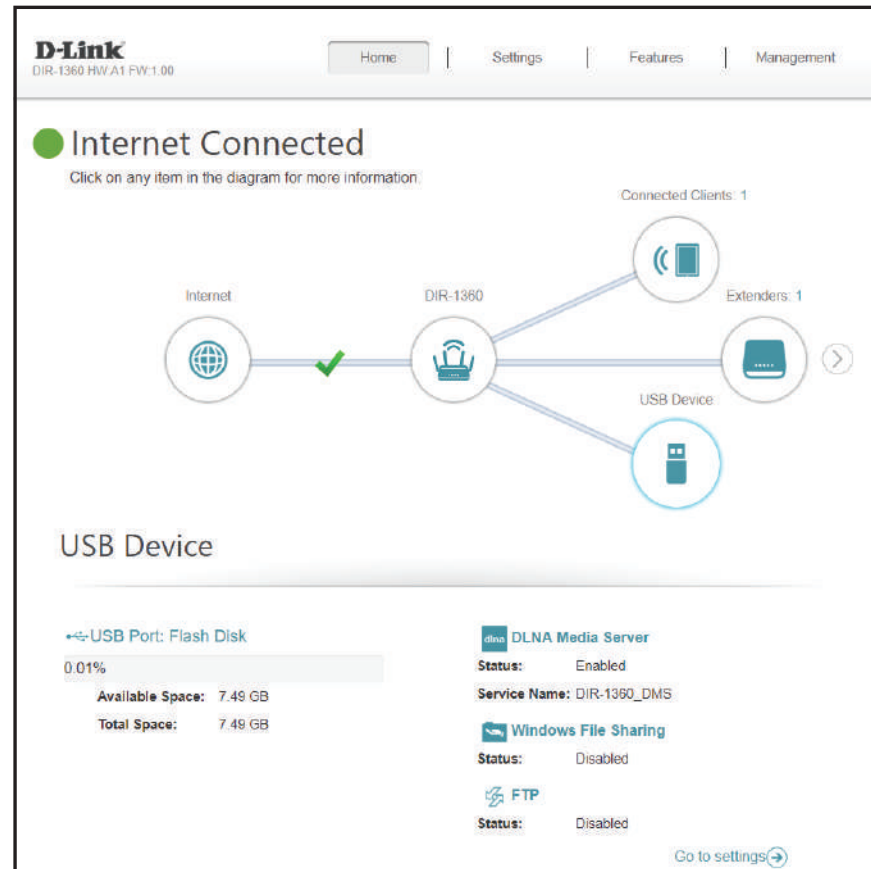 D-Link
DIR-1360 HW:A1 FW:1.00
Home
Settings
Features
Management
Internet Connected
Click on any item in the diagram for more information.
Connected Clients: 1
Internet
DIR-1360
Extenders: 1
USB Device
USB Device
USB Port: Flash Disk
0.01%
Available Space: 7.49 GB
Total Space: 7.49 GB
dlna DLNA Media Server
Status: Enabled
Service Name: DIR-1360_DMS
Windows File Sharing
Status: Disabled
FTP
Status: Disabled
Go to settings